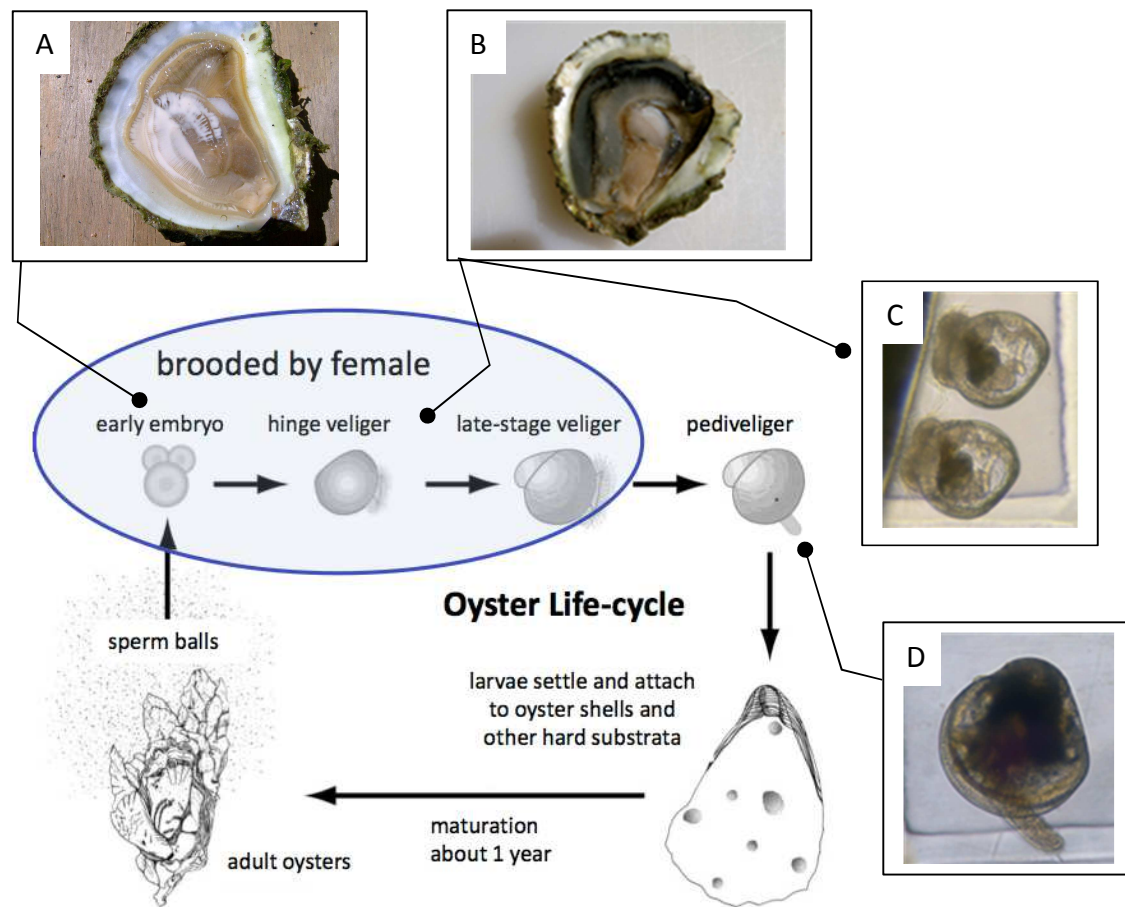 A
B
C
brooded by female
early embryo
hinge veliger
late-stage veliger
pediveliger
Oyster Life-cycle
sperm balls
D
larvae settle and attach
to oyster shells and
other hard substrata
maturation
about 1 year
adult oysters